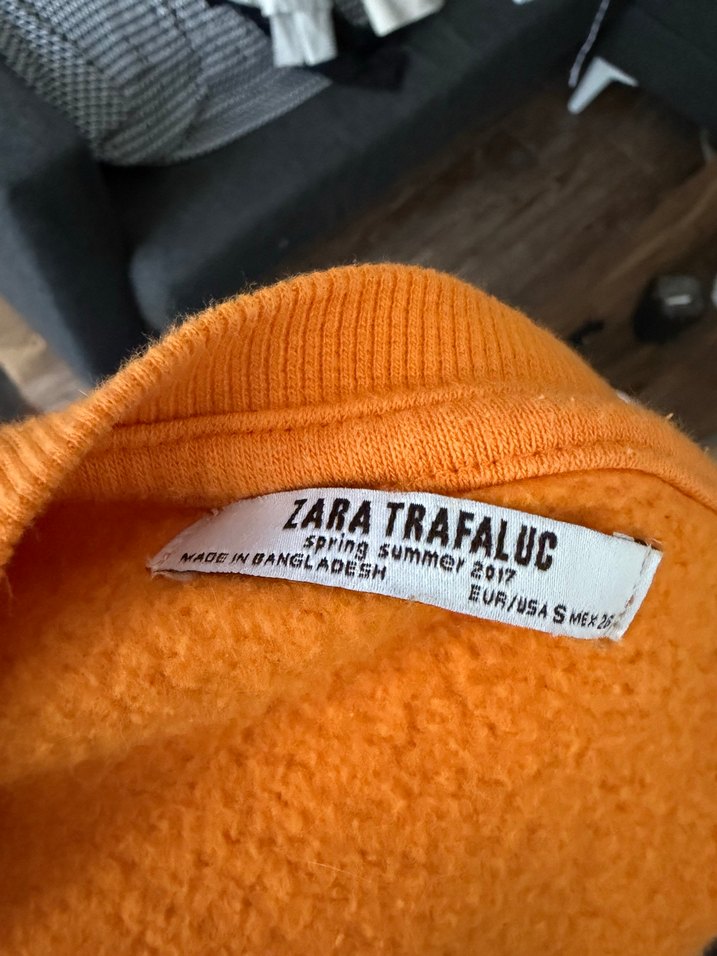 ZARA TRAFALUC
spring summer 2017
MADE IN BANGLADESH
EUR/USA S MEX 26